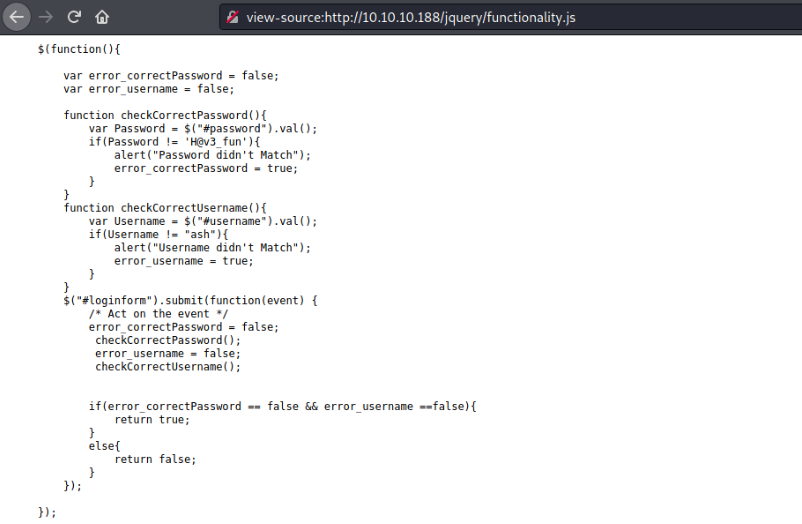 view-source:http://10.10.10.188/jquery/functionality.js
$(function(){
var error_correctPassword = false;
var error_username = false;
function checkCorrectPassword(){
var Password = $("#password").val();
if(Password != 'H@v3_fun'){
alert("Password didn't Match");
error_correctPassword = true;
}
}
function checkCorrectUsername(){
var Username = $("#username").val();
if(Username != "ash"){
alert("Username didn't Match");
error_username = true;
}
}
$("#loginform").submit(function(event) {
/* Act on the event */
error_correctPassword = false;
checkCorrectPassword();
error_username = false;
checkCorrectUsername();
if(error_correctPassword == false && error_username ==false){
return true;
}
else{
return false;
}
});
});